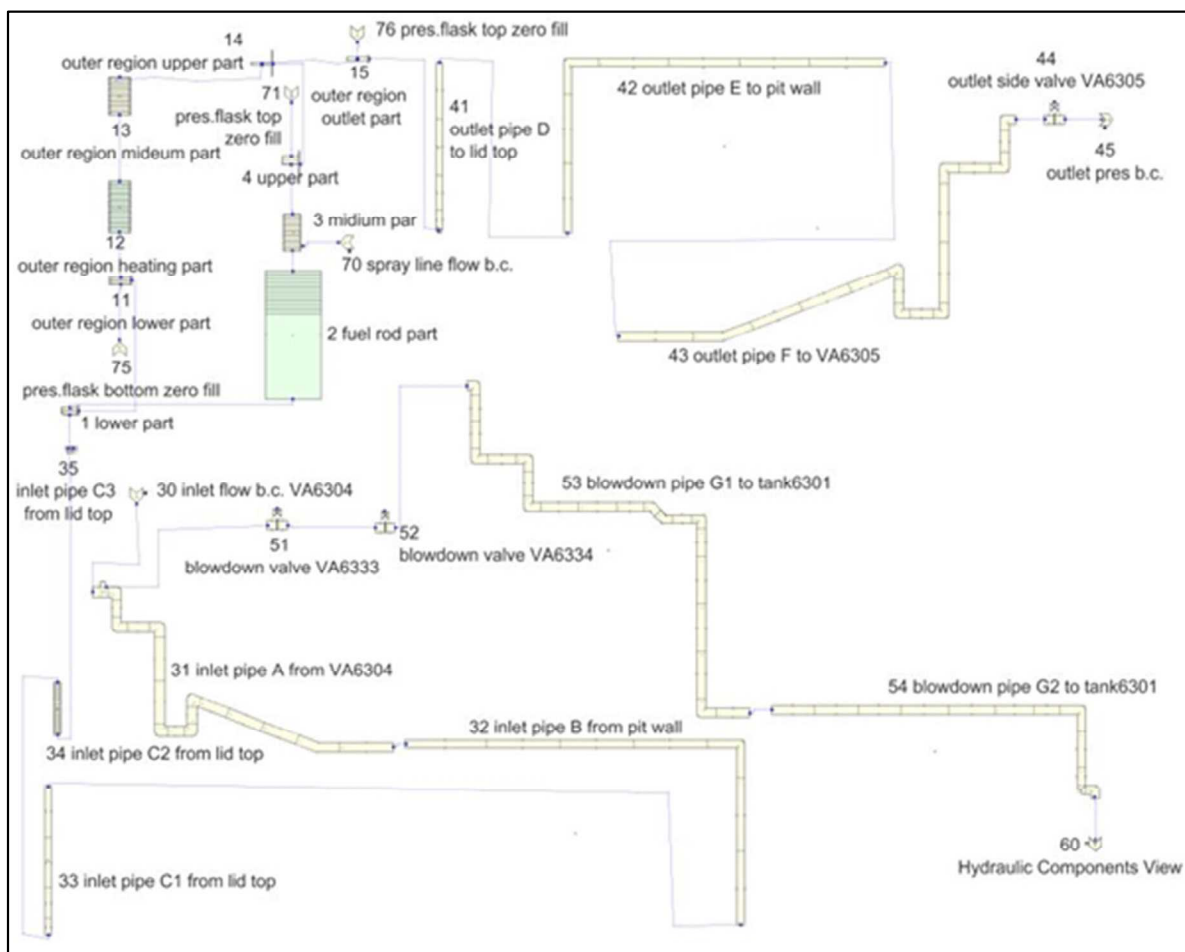 76 pres.flask top zero fill
14
outer region upper part
15
outer region
outlet part
71
pres.flask top
zero fill
13
outer region mideum part
4 upper part
3 midium par
70 spray line flow b.c.
12
outer region heating part
11
outer region lower part
75
pres.flask bottom zero fill
2 fuel rod part
1 lower part
41
outlet pipe D
to lid top
42 outlet pipe E to pit wall
44
outlet side valve VA6305
45
outlet pres b.c.
43 outlet pipe F to VA6305
35
inlet pipe C3
from lid top
30 inlet flow b.c. VA6304
51
blowdown valve VA6333
52
blowdown valve VA6334
53 blowdown pipe G1 to tank6301
31 inlet pipe A from VA6304
54 blowdown pipe G2 to tank6301
32 inlet pipe B from pit wall
34 inlet pipe C2 from lid top
33 inlet pipe C1 from lid top
60
Hydraulic Components View